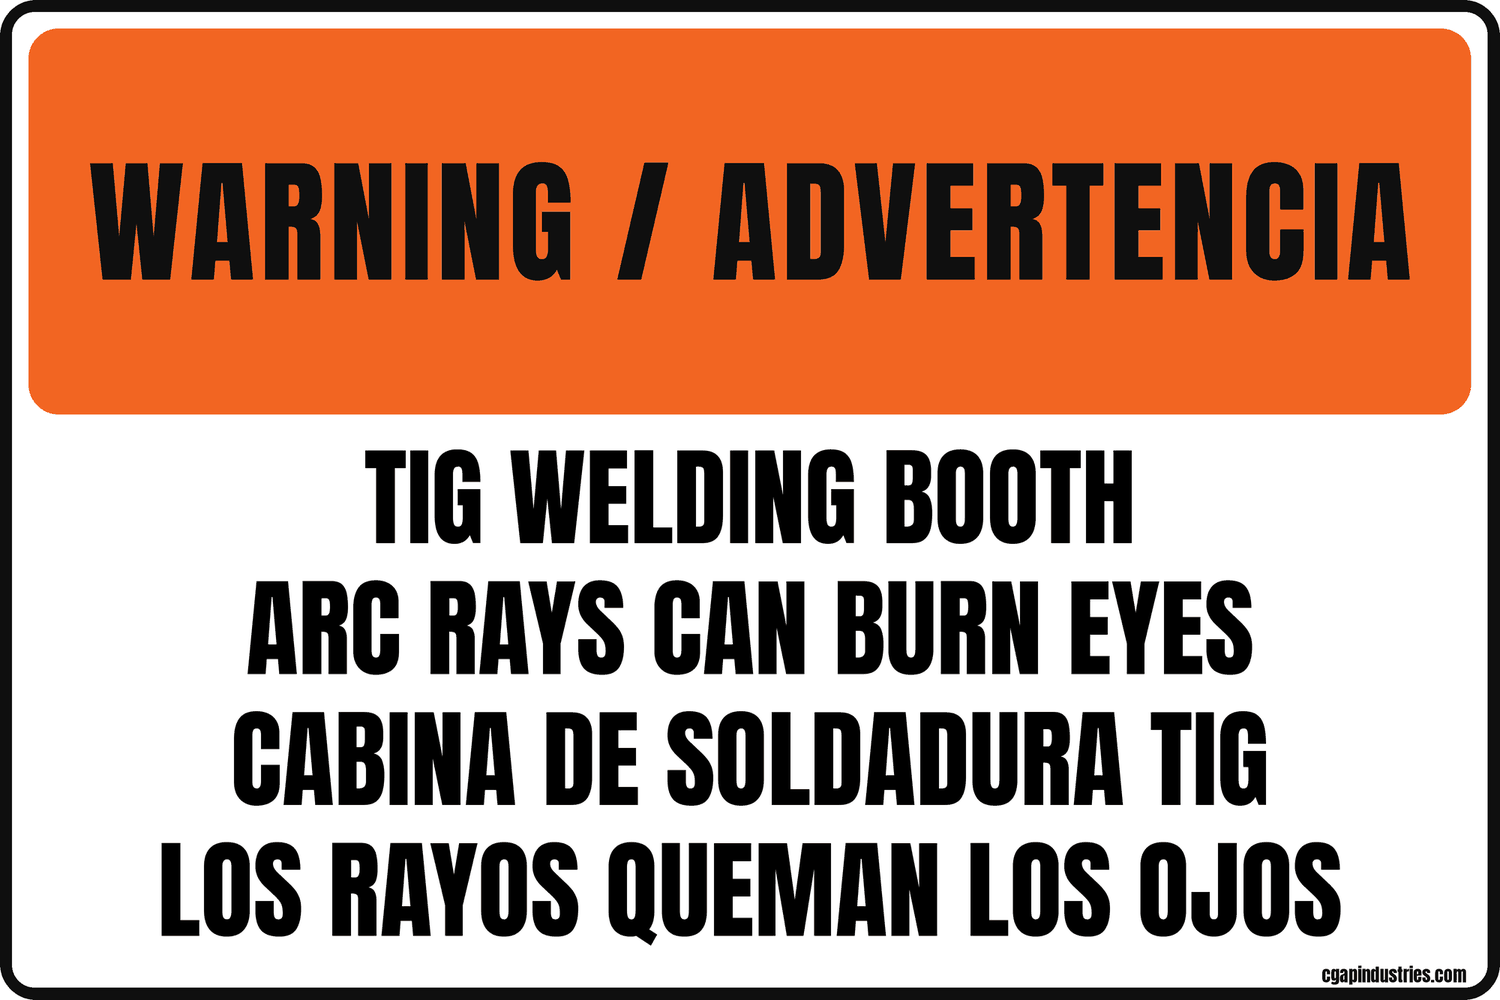 WARNING / ADVERTENCIA
TIG WELDING BOOTH
ARC RAYS CAN BURN EYES
CABINA DE SOLDADURA TIG
LOS RAYOS QUEMAN LOS OJOS
cgapindustries.com